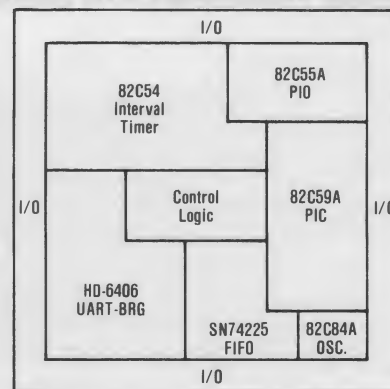 I/O
82C54
Interval
Timer
82C55A
PIO
I/O
Control
Logic
82C59A
PIC
I/O
HD-6406
UART-BRG
SN74225
FIFO
82C84A
OSC.
I/O